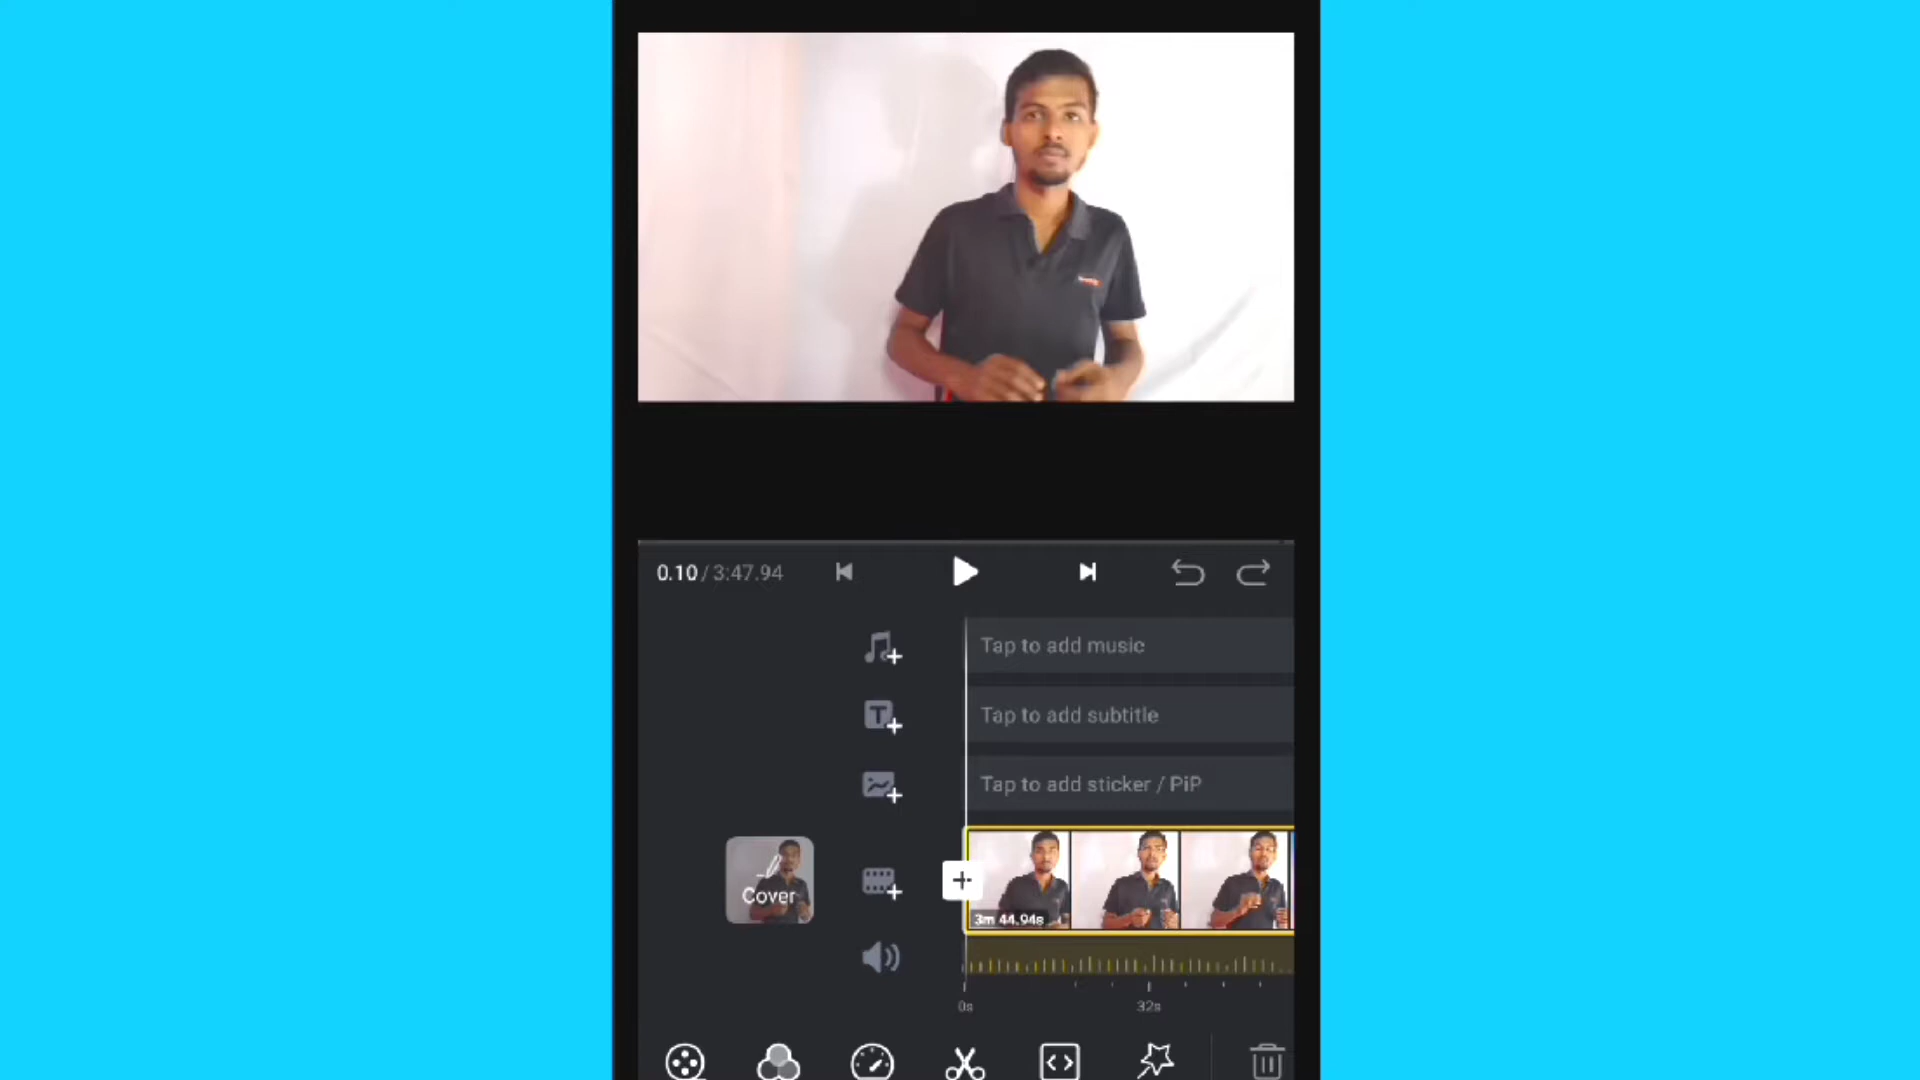 0.10 / 3:47.94
Tap to add music
T
Tap to add subtitle
Tap to add sticker / PiP
Cover
3m 44.94s
0s
32s